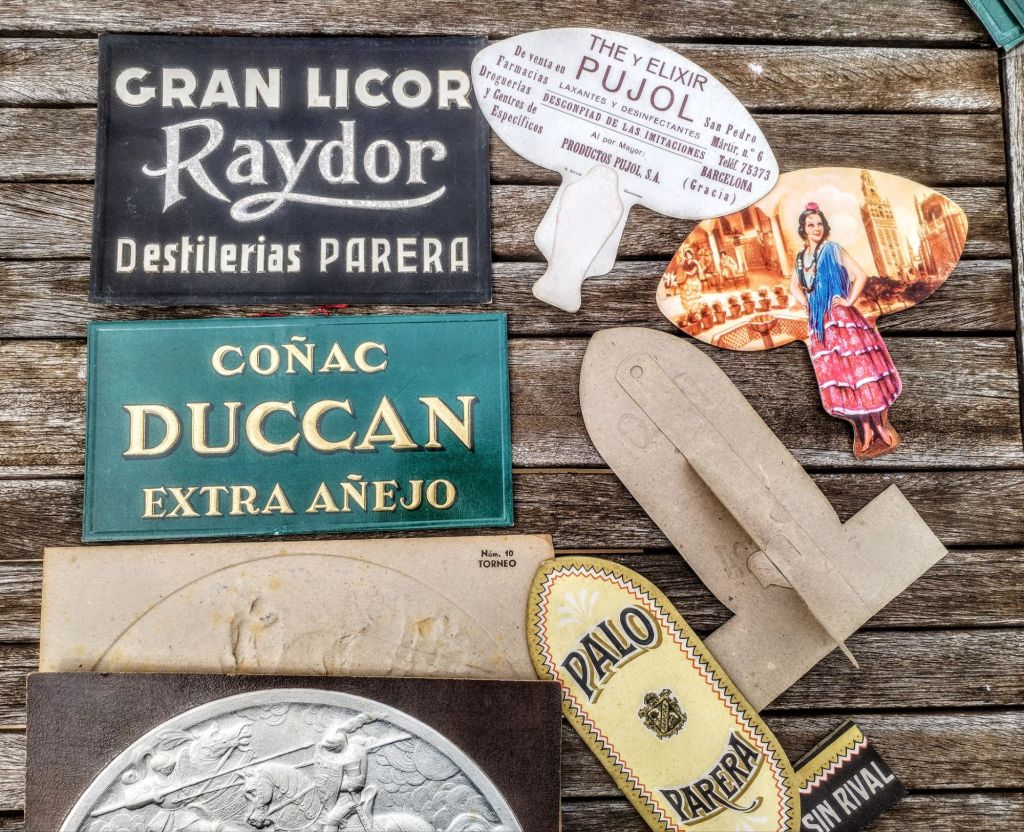 GRAN LICOR
Raydor
Destilerias PARERA
THE Y ELIXIR
PUJOL
LAXANTES Y DESINFECTANTES
DESCONFIAD DE LAS IMITACIONES
De venta en
Farmacias
Droguerías
y Centros de
Específicos
Al por Mayor:
PRODUCTOS PUJOL, S.A.
San Pedro
Mártir, n.º 6
Teléf. 75373
BARCELONA
(Gracia)
COÑAC
DUCCAN
EXTRA AÑEJO
Núm. 10
TORNEO
PALO
PARERA
SIN RIVAL